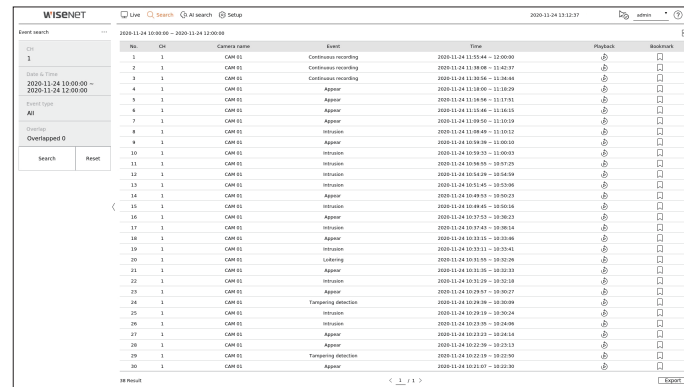 WISENET
Live Search AI search Setup 2020-11-24 13:12:37 admin
Event search
2020-11-24 10:00:00 ~ 2020-11-24 12:00:00
CH
1
Date & Time
2020-11-24 10:00:00 ~
2020-11-24 12:00:00
Event type
All
Overlap
Overlapped 0
Search Reset
No. CH Camera name Event Time Playback Bookmark
1 1 CAM 01 Continuous recording 2020-11-24 11:55:44 ~ 12:00:00
2 1 CAM 01 Continuous recording 2020-11-24 11:38:08 ~ 11:42:37
3 1 CAM 01 Continuous recording 2020-11-24 11:30:56 ~ 11:34:44
4 1 CAM 01 Appear 2020-11-24 11:18:00 ~ 11:18:29
5 1 CAM 01 Appear 2020-11-24 11:16:56 ~ 11:17:51
6 1 CAM 01 Appear 2020-11-24 11:15:46 ~ 11:16:15
7 1 CAM 01 Appear 2020-11-24 11:09:50 ~ 11:10:19
8 1 CAM 01 Intrusion 2020-11-24 11:08:49 ~ 11:10:12
9 1 CAM 01 Appear 2020-11-24 10:59:39 ~ 11:00:10
10 1 CAM 01 Intrusion 2020-11-24 10:59:33 ~ 11:00:03
11 1 CAM 01 Intrusion 2020-11-24 10:56:55 ~ 10:57:25
12 1 CAM 01 Intrusion 2020-11-24 10:54:29 ~ 10:54:59
13 1 CAM 01 Intrusion 2020-11-24 10:51:45 ~ 10:53:06
14 1 CAM 01 Appear 2020-11-24 10:49:53 ~ 10:50:23
15 1 CAM 01 Intrusion 2020-11-24 10:49:45 ~ 10:50:16
16 1 CAM 01 Appear 2020-11-24 10:37:53 ~ 10:38:23
17 1 CAM 01 Intrusion 2020-11-24 10:37:43 ~ 10:38:14
18 1 CAM 01 Appear 2020-11-24 10:33:15 ~ 10:33:46
19 1 CAM 01 Intrusion 2020-11-24 10:33:11 ~ 10:33:41
20 1 CAM 01 Loitering 2020-11-24 10:31:55 ~ 10:32:26
21 1 CAM 01 Appear 2020-11-24 10:31:35 ~ 10:32:33
22 1 CAM 01 Intrusion 2020-11-24 10:31:29 ~ 10:32:18
23 1 CAM 01 Appear 2020-11-24 10:29:57 ~ 10:30:27
24 1 CAM 01 Tampering detection 2020-11-24 10:29:39 ~ 10:30:09
25 1 CAM 01 Intrusion 2020-11-24 10:29:19 ~ 10:30:24
26 1 CAM 01 Intrusion 2020-11-24 10:23:35 ~ 10:24:06
27 1 CAM 01 Appear 2020-11-24 10:23:23 ~ 10:24:14
28 1 CAM 01 Appear 2020-11-24 10:22:39 ~ 10:23:13
29 1 CAM 01 Tampering detection 2020-11-24 10:22:19 ~ 10:22:50
30 1 CAM 01 Appear 2020-11-24 10:21:07 ~ 10:22:30
38 Result 1 / 1 Export